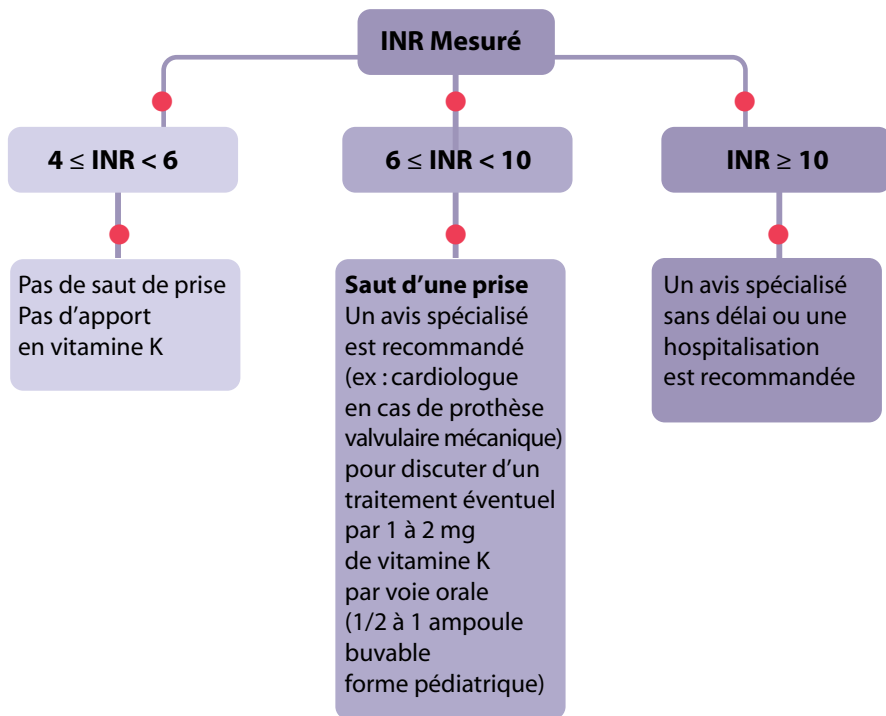 INR Mesuré
4 ≤ INR < 6
6 ≤ INR < 10
INR ≥ 10
Pas de saut de prise
Pas d’apport
en vitamine K
Saut d’une prise
Un avis spécialisé
est recommandé
(ex : cardiologue
en cas de prothèse
valvulaire mécanique)
pour discuter d’un
traitement éventuel
par 1 à 2 mg
de vitamine K
par voie orale
(1/2 à 1 ampoule
buvable
forme pédiatrique)
Un avis spécialisé
sans délai ou une
hospitalisation
est recommandée